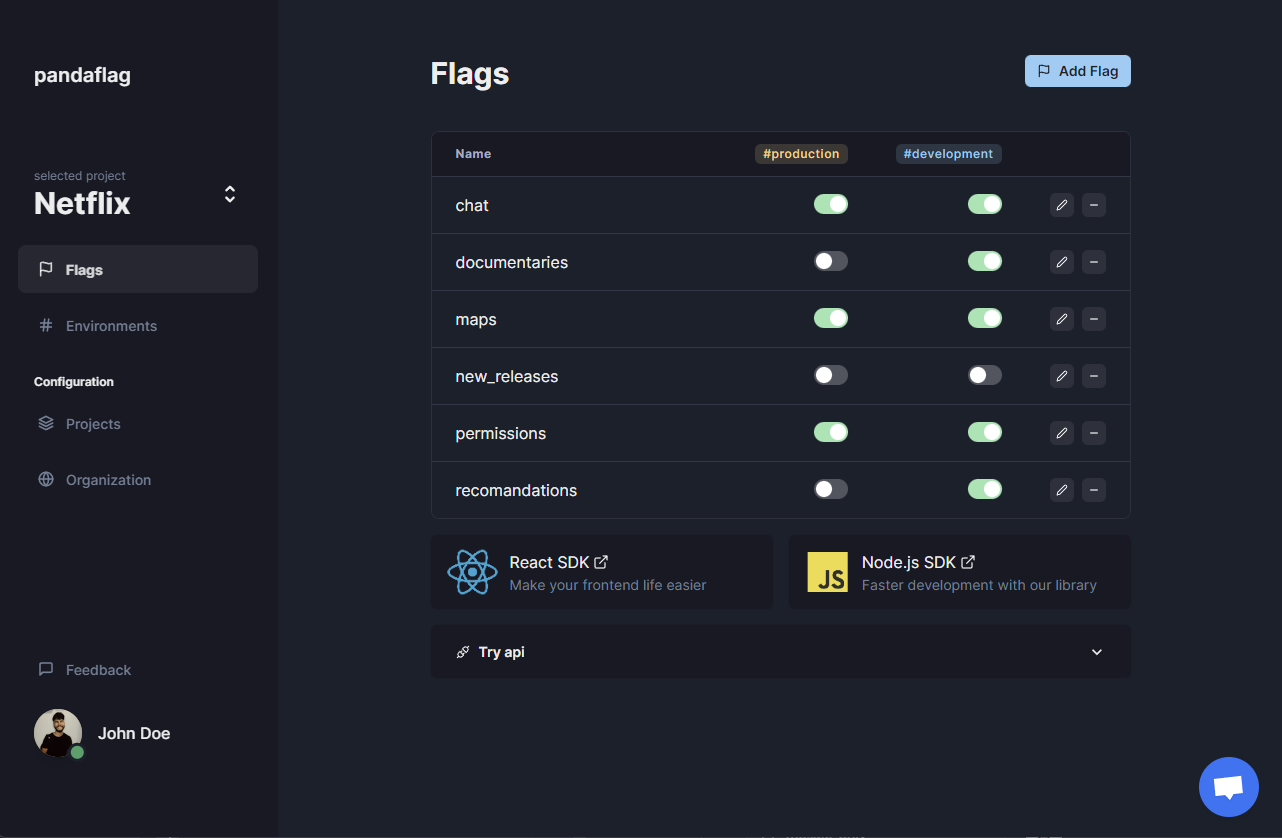 pandaflag
selected project
Netflix
Flags
Environments
Configuration
Projects
Organization
Feedback
John Doe
Flags
Add Flag
Name #production #development
chat
documentaries
maps
new_releases
permissions
recomandations
React SDK
Make your frontend life easier
JS
Node.js SDK
Faster development with our library
Try api